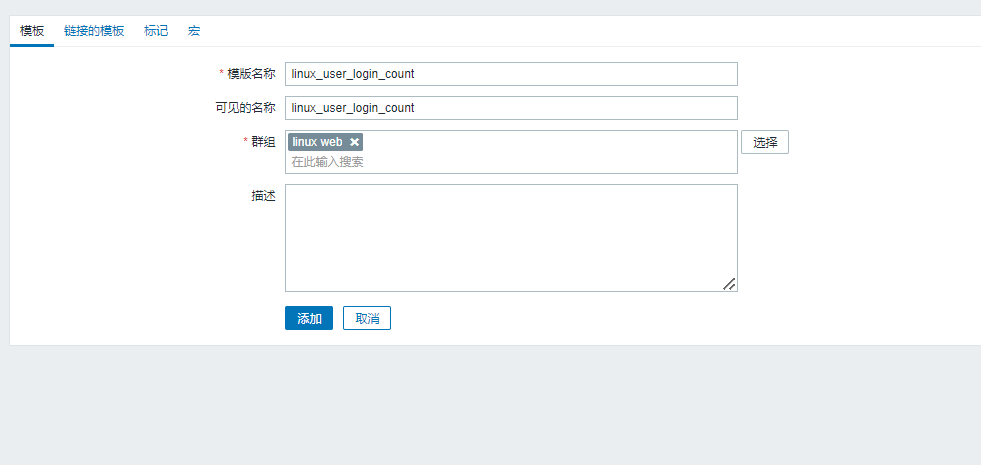 模板 链接的模板 标记 宏
* 模版名称 linux_user_login_count
可见的名称 linux_user_login_count
* 群组 linux web ✖ 选择
在此输入搜索
描述
添加 取消